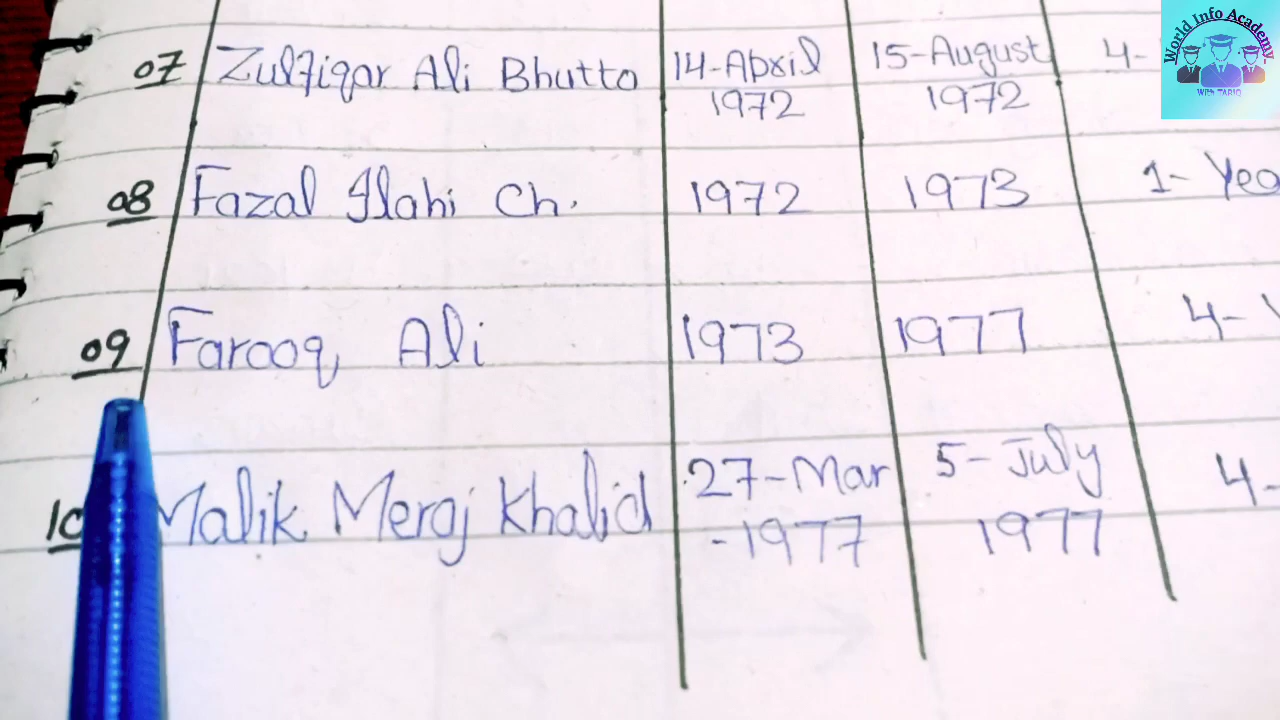 World Info Academy
With TARIQ
07 Zulfiqar Ali Bhutto 14-April 1972 15-August 1972 4-
08 Fazal Ilahi Ch. 1972 1973 1- Yea
09 Farooq Ali 1973 1977 4- Y
10 Malik Meraj Khalid 27-Mar -1977 5-July 1977 4-